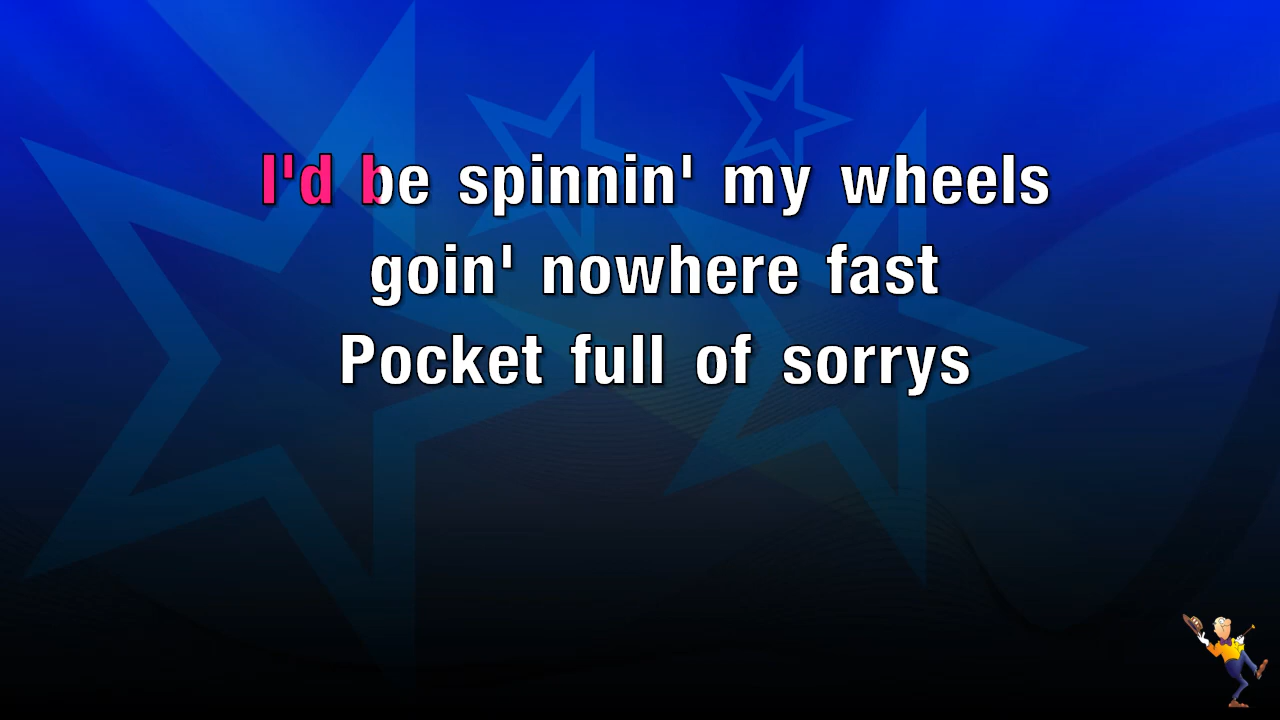 I'd be spinnin' my wheels
goin' nowhere fast
Pocket full of sorrys